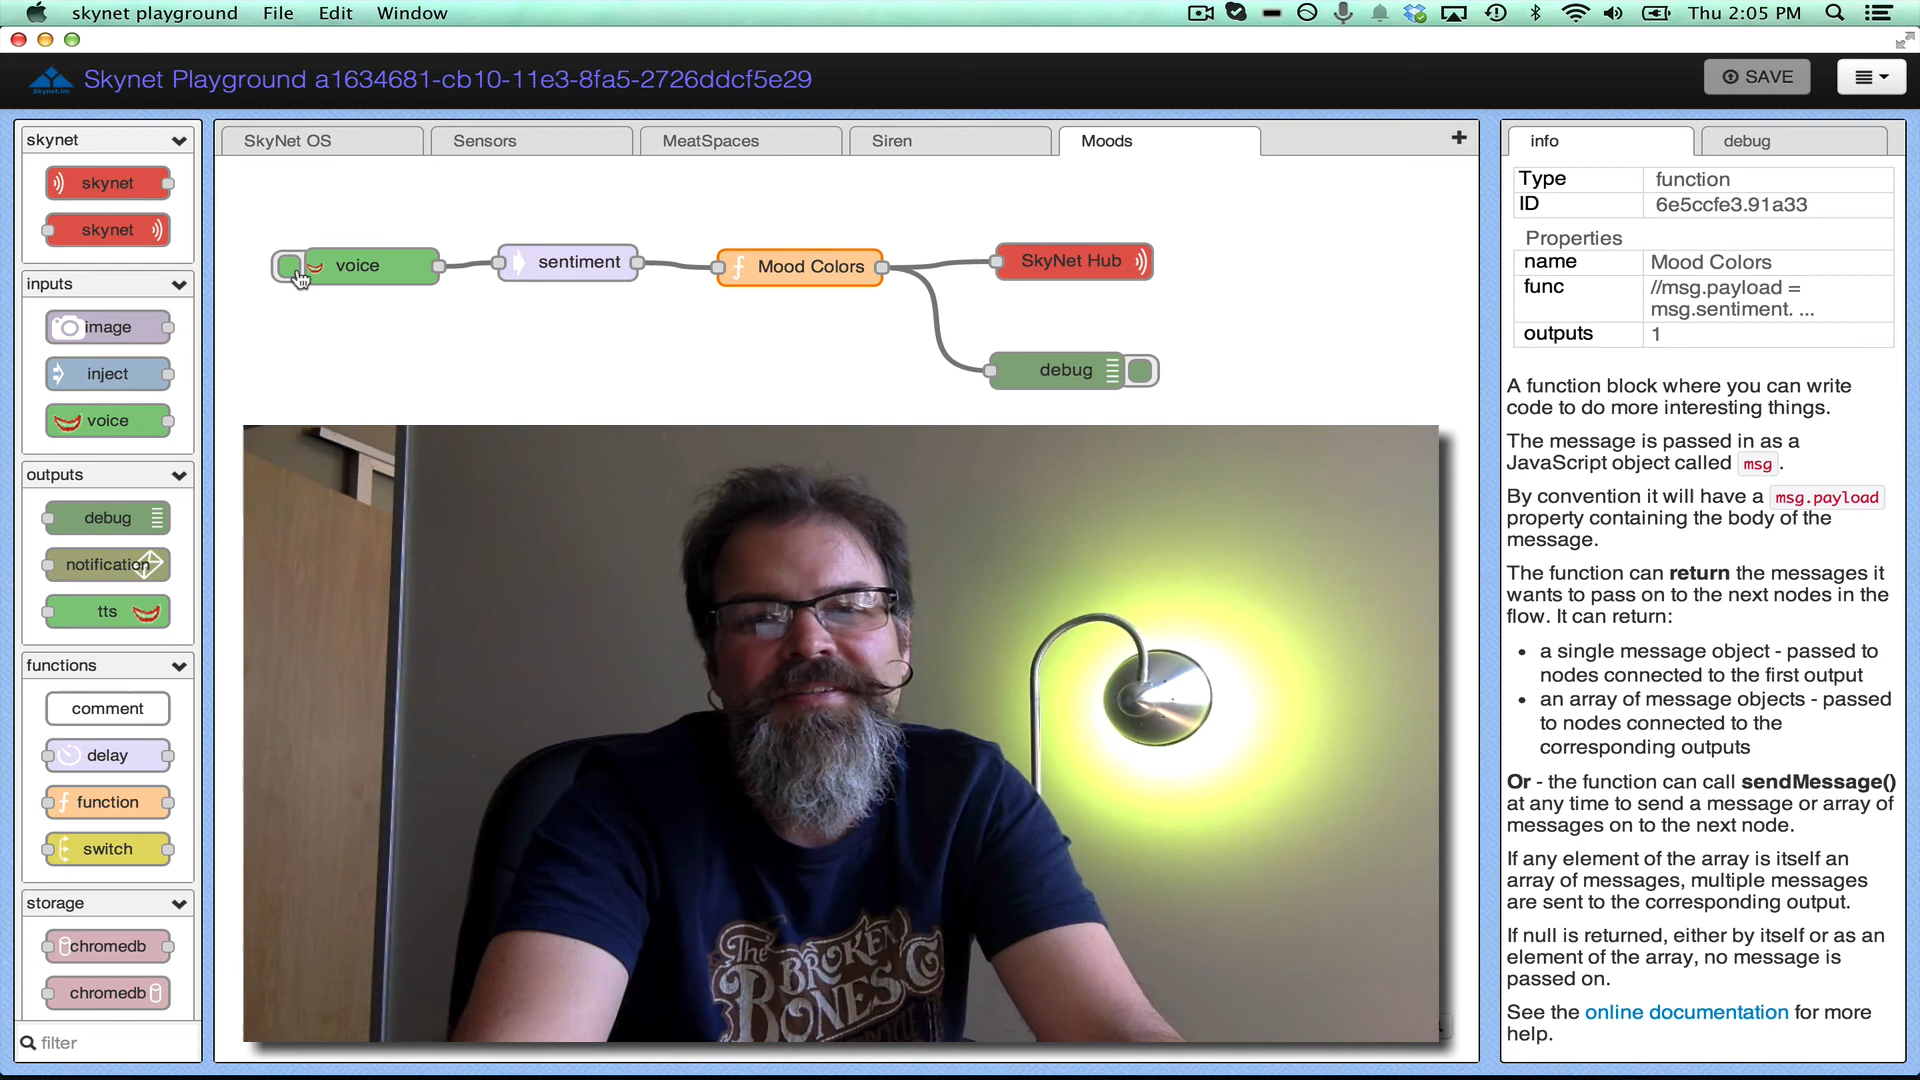 skynet playground File Edit Window Thu 2:05 PM
Skynet.im
Skynet Playground a1634681-cb10-11e3-8fa5-2726ddcf5e29
SAVE
skynet
skynet
skynet
inputs
image
inject
voice
outputs
debug
notification
tts
functions
comment
delay
function
switch
storage
chromedb
chromedb
filter
SkyNet OS Sensors MeatSpaces Siren Moods +
voice sentiment Mood Colors SkyNet Hub
debug
The
BROKEN
BONES
info debug
Type function
ID 6e5ccfe3.91a33
Properties
name Mood Colors
func //msg.payload =
msg.sentiment. ...
outputs 1
A function block where you can write
code to do more interesting things.
The message is passed in as a
JavaScript object called msg .
By convention it will have a msg.payload
property containing the body of the
message.
The function can return the messages it
wants to pass on to the next nodes in the
flow. It can return:
• a single message object - passed to
nodes connected to the first output
• an array of message objects - passed
to nodes connected to the
corresponding outputs
Or - the function can call sendMessage()
at any time to send a message or array of
messages on to the next node.
If any element of the array is itself an
array of messages, multiple messages
are sent to the corresponding output.
If null is returned, either by itself or as an
element of the array, no message is
passed on.
See the online documentation for more
help.